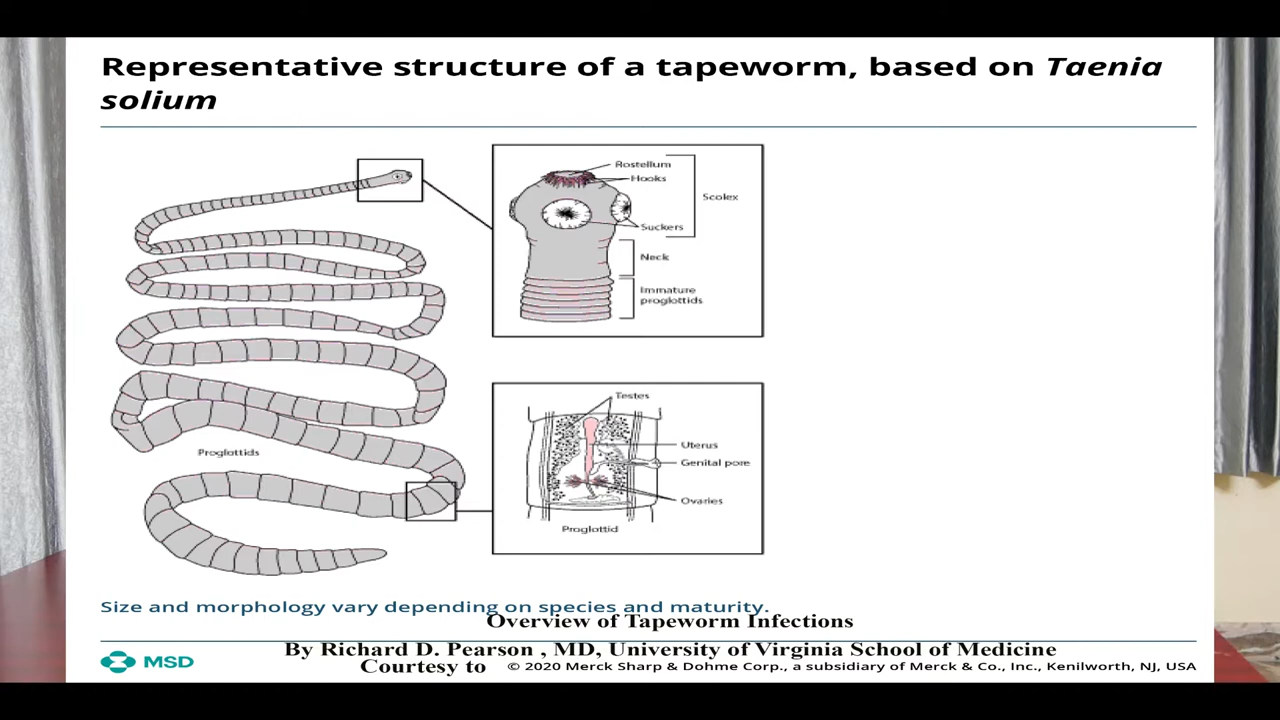 Representative structure of a tapeworm, based on Taenia
solium
Rostellum
Hooks
Scolex
Suckers
Neck
Immature
proglottids
Proglottids
Testes
Uterus
Genital pore
Ovaries
Proglottid
Size and morphology vary depending on species and maturity.
Overview of Tapeworm Infections
By Richard D. Pearson , MD, University of Virginia School of Medicine
Courtesy to
MSD
© 2020 Merck Sharp & Dohme Corp., a subsidiary of Merck & Co., Inc., Kenilworth, NJ, USA